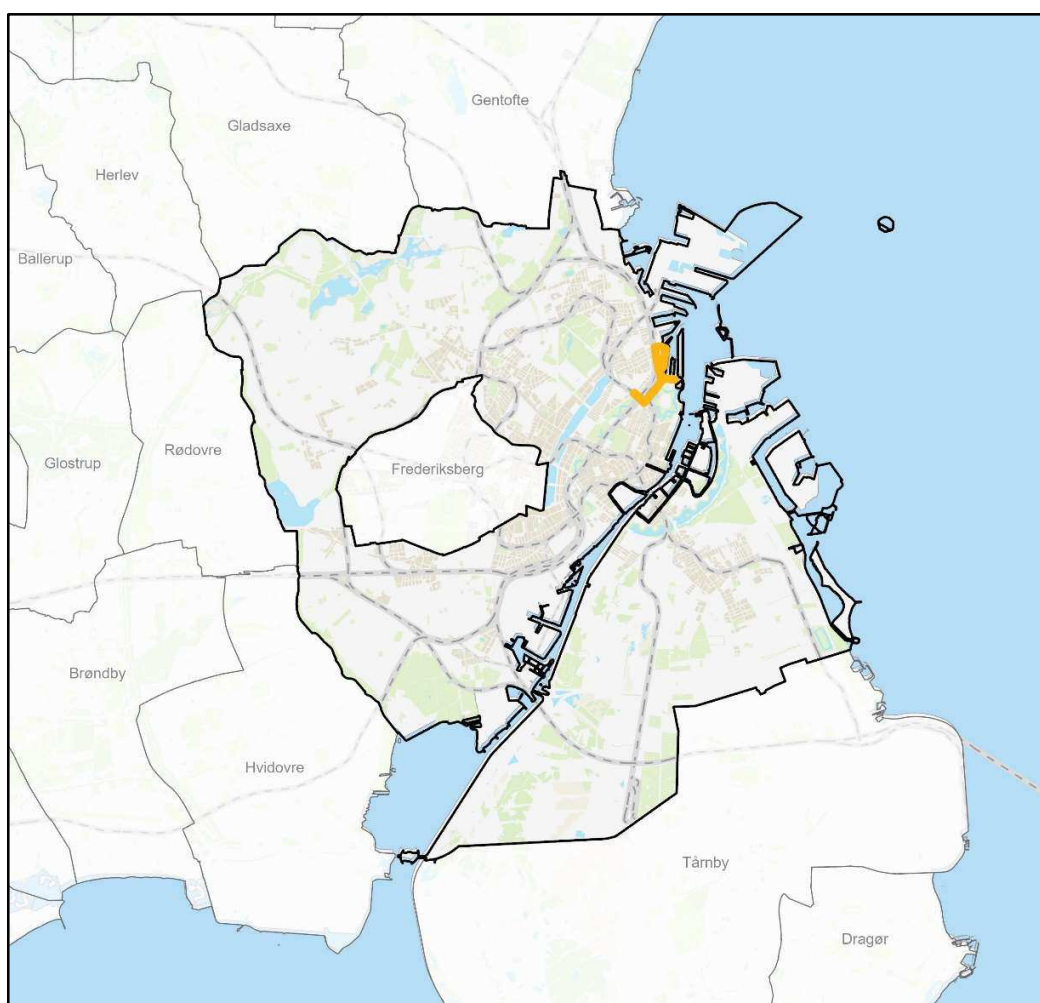 Gentofte
Gladsaxe
Herlev
Ballerup
Rødovre
Glostrup
Frederiksberg
Brøndby
Hvidovre
Tårnby
Dragør